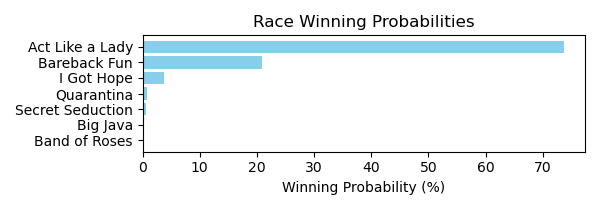 Race Winning Probabilities
Act Like a Lady
Bareback Fun
I Got Hope
Quarantina
Secret Seduction
Big Java
Band of Roses
0 10 20 30 40 50 60 70
Winning Probability (%)